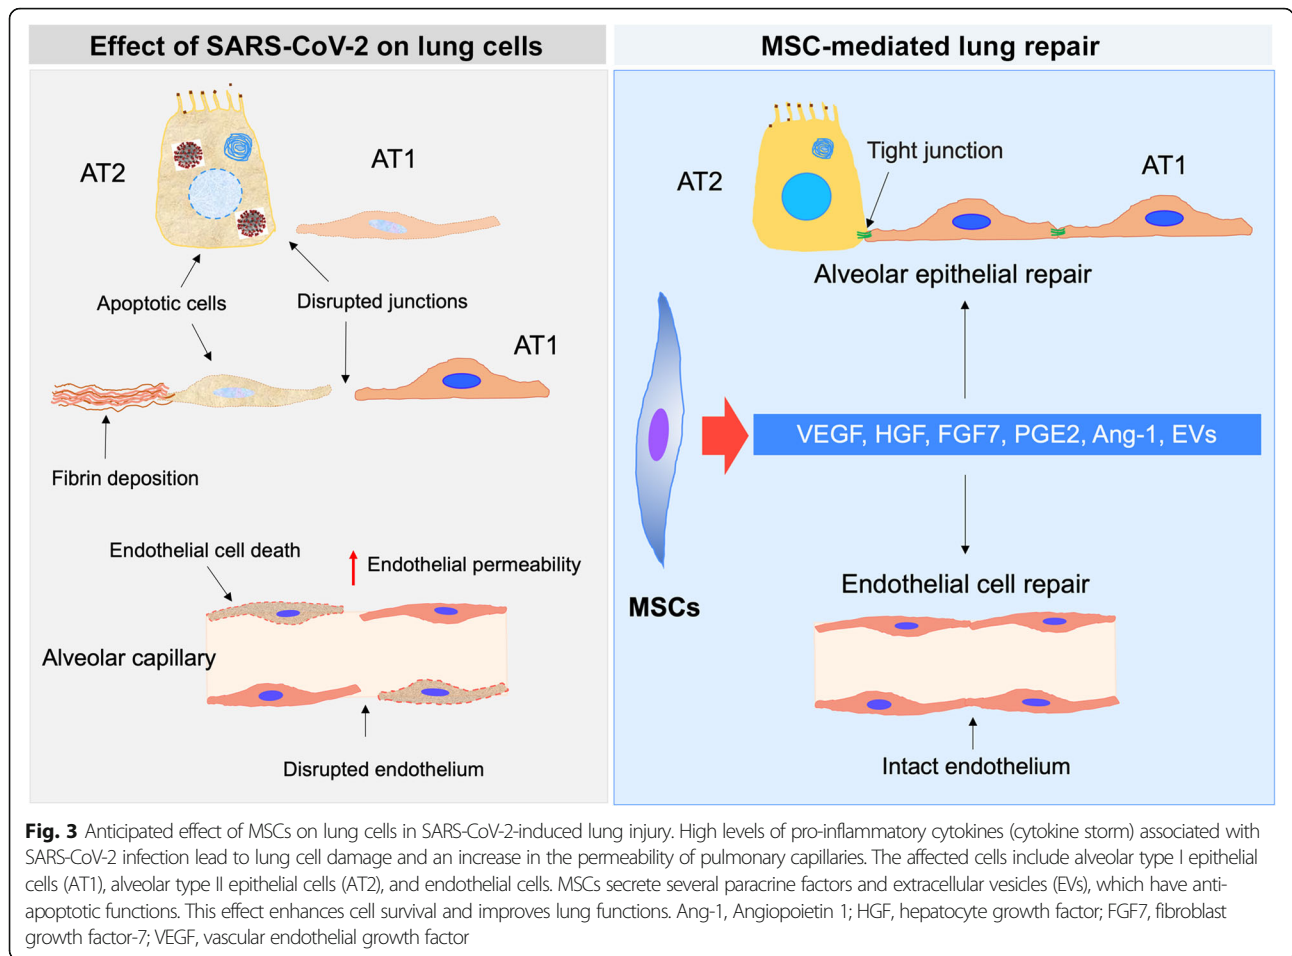 Effect of SARS-CoV-2 on lung cells
AT2
AT1
Apoptotic cells
Disrupted junctions
AT1
Fibrin deposition
Endothelial cell death
Endothelial permeability
Alveolar capillary
Disrupted endothelium
MSC-mediated lung repair
Tight junction
AT2
AT1
Alveolar epithelial repair
VEGF, HGF, FGF7, PGE2, Ang-1, EVs
MSCs
Endothelial cell repair
Intact endothelium
Fig. 3 Anticipated effect of MSCs on lung cells in SARS-CoV-2-induced lung injury. High levels of pro-inflammatory cytokines (cytokine storm) associated with
SARS-CoV-2 infection lead to lung cell damage and an increase in the permeability of pulmonary capillaries. The affected cells include alveolar type I epithelial
cells (AT1), alveolar type II epithelial cells (AT2), and endothelial cells. MSCs secrete several paracrine factors and extracellular vesicles (EVs), which have anti-
apoptotic functions. This effect enhances cell survival and improves lung functions. Ang-1, Angiopoietin 1; HGF, hepatocyte growth factor; FGF7, fibroblast
growth factor-7; VEGF, vascular endothelial growth factor